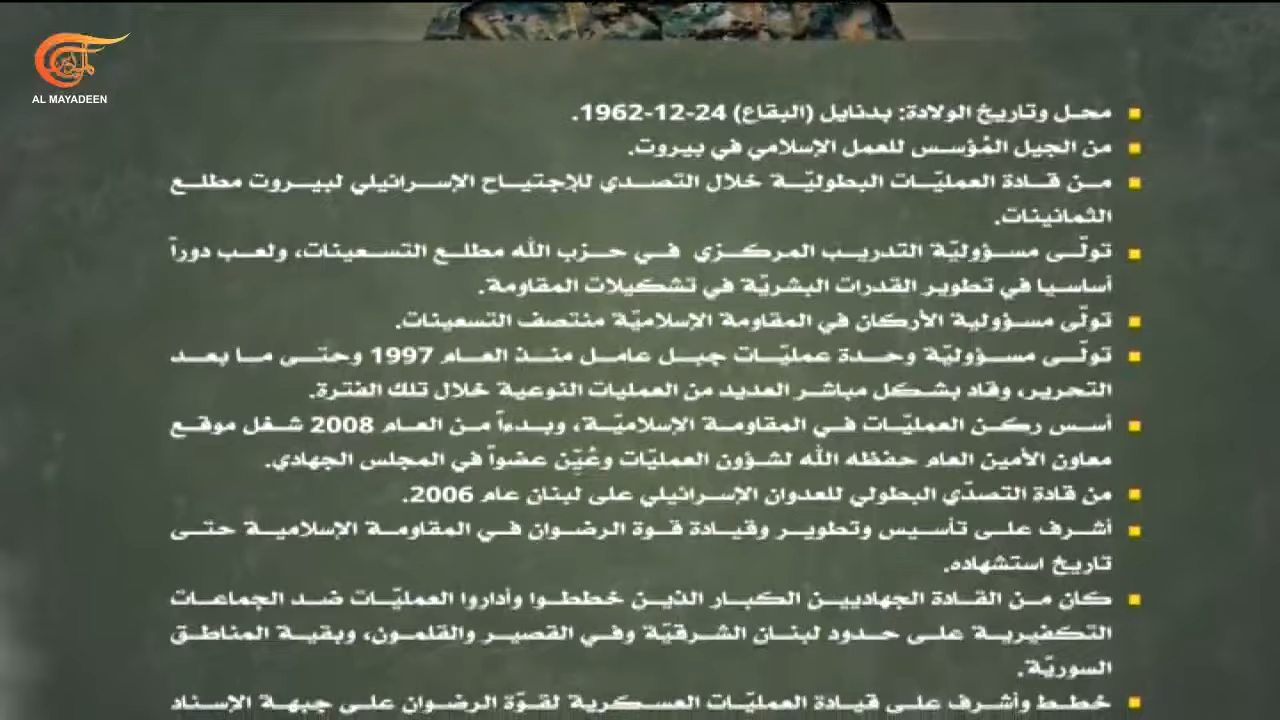 AL MAYADEEN
محل وتاريخ الولادة: بدنايل (البقاع) 24-12-1962.
من الجيل المُؤسس للعمل الإسلامي في بيروت.
من قادة العمليّات البطوليّة خلال التصدي للإجتياح الإسرائيلي لبيروت مطلع
الثمانينات.
تولّى مسؤوليّة التدريب المركزي في حزب الله مطلع التسعينات، ولعب دوراً
أساسيا في تطوير القدرات البشريّة في تشكيلات المقاومة.
تولّى مسؤولية الأركان في المقاومة الإسلاميّة منتصف التسعينات.
تولّى مسؤوليّة وحدة عمليّات جبل عامل منذ العام 1997 وحتّى ما بعد
التحرير، وقاد بشكل مباشر العديد من العمليات النوعية خلال تلك الفترة.
أسس ركن العمليّات في المقاومة الإسلاميّة، وبدءاً من العام 2008 شغل موقع
معاون الأمين العام حفظه الله لشؤون العمليّات وعُيّن عضواً في المجلس الجهادي.
من قادة التصدّي البطولي للعدوان الإسرائيلي على لبنان عام 2006.
أشرف على تأسيس وتطوير وقيادة قوة الرضوان في المقاومة الإسلامية حتى
تاريخ استشهاده.
كان من القادة الجهاديين الكبار الذين خططوا وأداروا العمليّات ضد الجماعات
التكفيرية على حدود لبنان الشرقيّة وفي القصير والقلمون، وبقية المناطق
السوريّة.
خطط وأشرف على قيادة العمليّات العسكرية لقوّة الرضوان على جبهة الإسناد